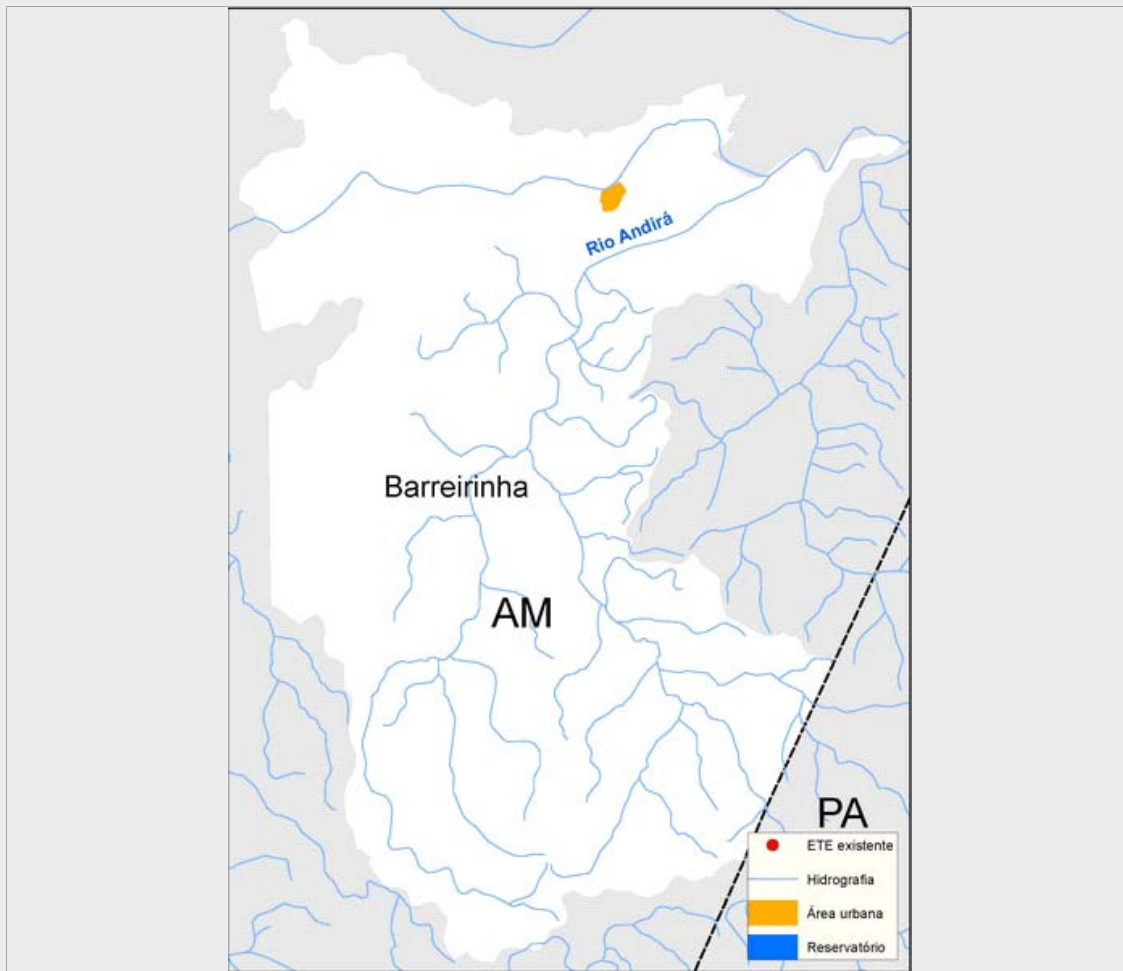 Rio Andirá
Barreirinha
AM
PA
ETE existente
Hidrografia
Área urbana
Reservatório